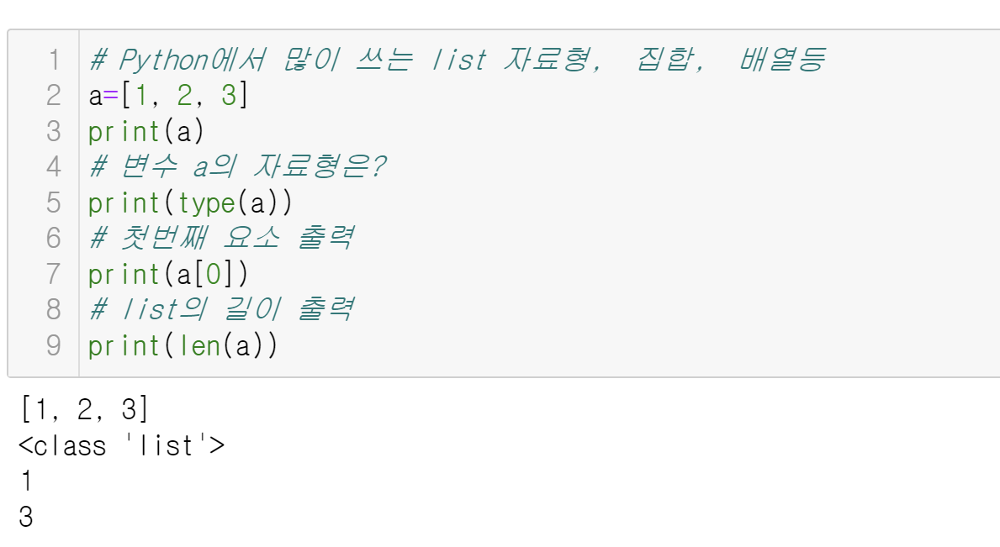 1 # Python에서 많이 쓰는 list 자료형, 집합, 배열등
2 a=[1, 2, 3]
3 print(a)
4 # 변수 a의 자료형은?
5 print(type(a))
6 # 첫번째 요소 출력
7 print(a[0])
8 # list의 길이 출력
9 print(len(a))
[1, 2, 3]
<class 'list'>
1
3